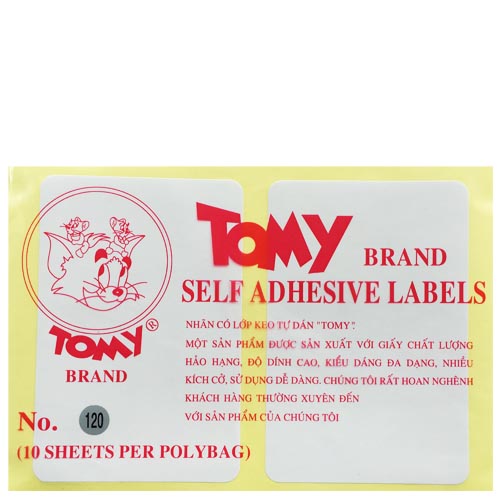 TOMY BRAND
SELF ADHESIVE LABELS
TOMY®
BRAND
NHÃN CÓ LỚP KEO TỰ DÁN "TOMY".
MỘT SẢN PHẨM ĐƯỢC SẢN XUẤT VỚI GIẤY CHẤT LƯỢNG
HẢO HẠNG, ĐỘ DÍNH CAO, KIỂU DÁNG ĐA DẠNG, NHIỀU
KÍCH CỠ, SỬ DỤNG DỄ DÀNG. CHÚNG TÔI RẤT HOAN NGHÊNH
KHÁCH HÀNG THƯỜNG XUYÊN ĐẾN
VỚI SẢN PHẨM CỦA CHÚNG TÔI
No. 120
(10 SHEETS PER POLYBAG)